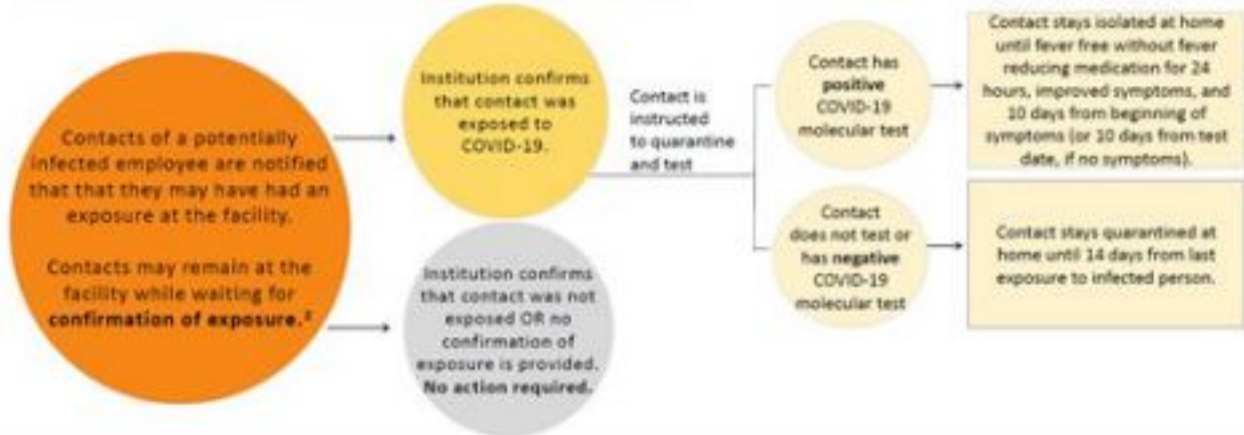 Contacts of a potentially
infected employee are notified
that that they may have had an
exposure at the facility.
Contacts may remain at the
facility while waiting for
confirmation of exposure.²
Institution confirms
that contact was
exposed to
COVID-19.
Institution confirms
that contact was not
exposed OR no
confirmation of
exposure is provided.
No action required.
Contact is
instructed
to quarantine
and test
Contact has
positive
COVID-19
molecular test
Contact stays isolated at home
until fever free without fever
reducing medication for 24
hours, improved symptoms, and
10 days from beginning of
symptoms (or 10 days from test
date, if no symptoms).
Contact
does not test or
has negative
COVID-19
molecular test
Contact stays quarantined at
home until 14 days from last
exposure to infected person.